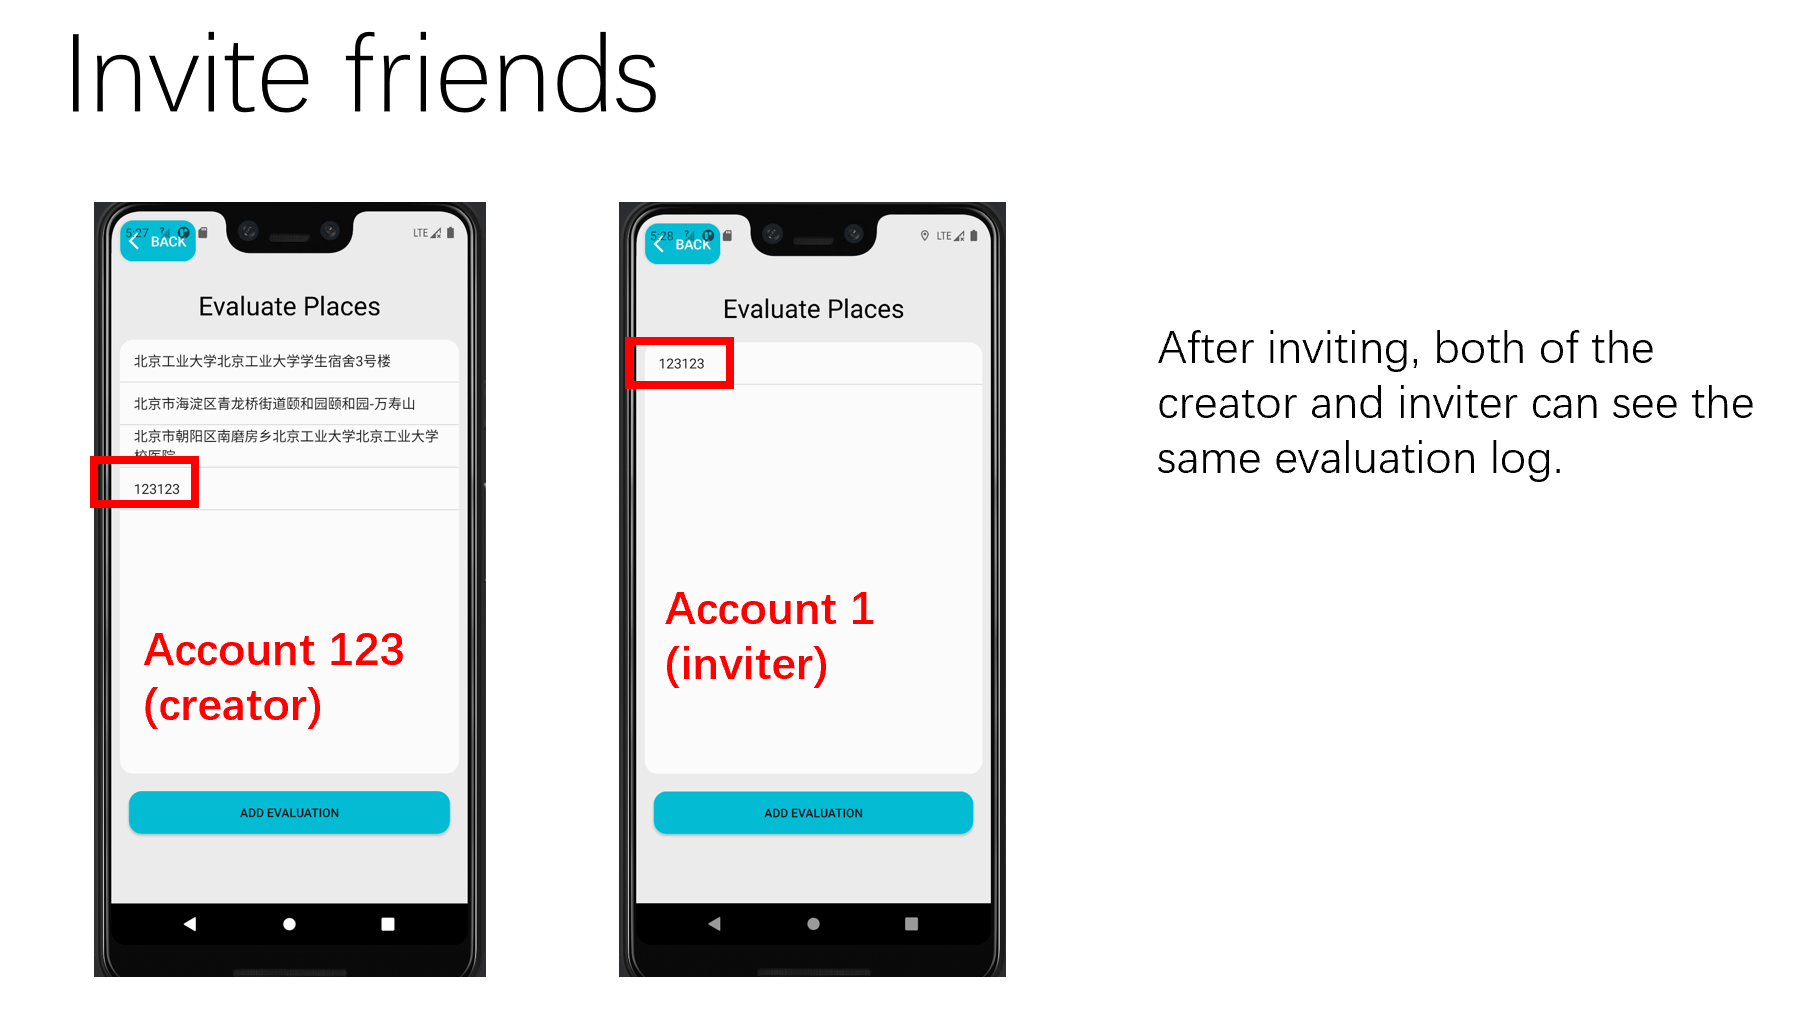 Invite friends
5:27
BACK
LTE
Evaluate Places
北京工业大学北京工业大学学生宿舍3号楼
北京市海淀区青龙桥街道颐和园颐和园-万寿山
北京市朝阳区南磨房乡北京工业大学北京工业大学
校医院
123123
Account 123
(creator)
ADD EVALUATION
5:28
BACK
LTE
Evaluate Places
123123
Account 1
(inviter)
ADD EVALUATION
After inviting, both of the
creator and inviter can see the
same evaluation log.